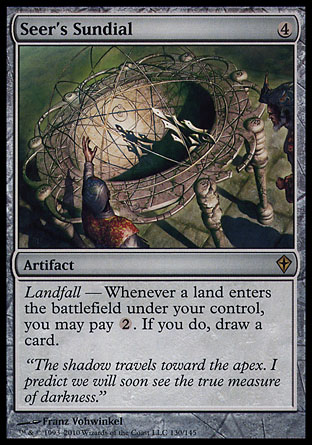 Seer's Sundial 4
Artifact
Landfall — Whenever a land enters
the battlefield under your control,
you may pay 2. If you do, draw a
card.
"The shadow travels toward the apex. I
predict we will soon see the true measure
of darkness."
Franz Vohwinkel
™ & © 1993–2010 Wizards of the Coast LLC 130/145